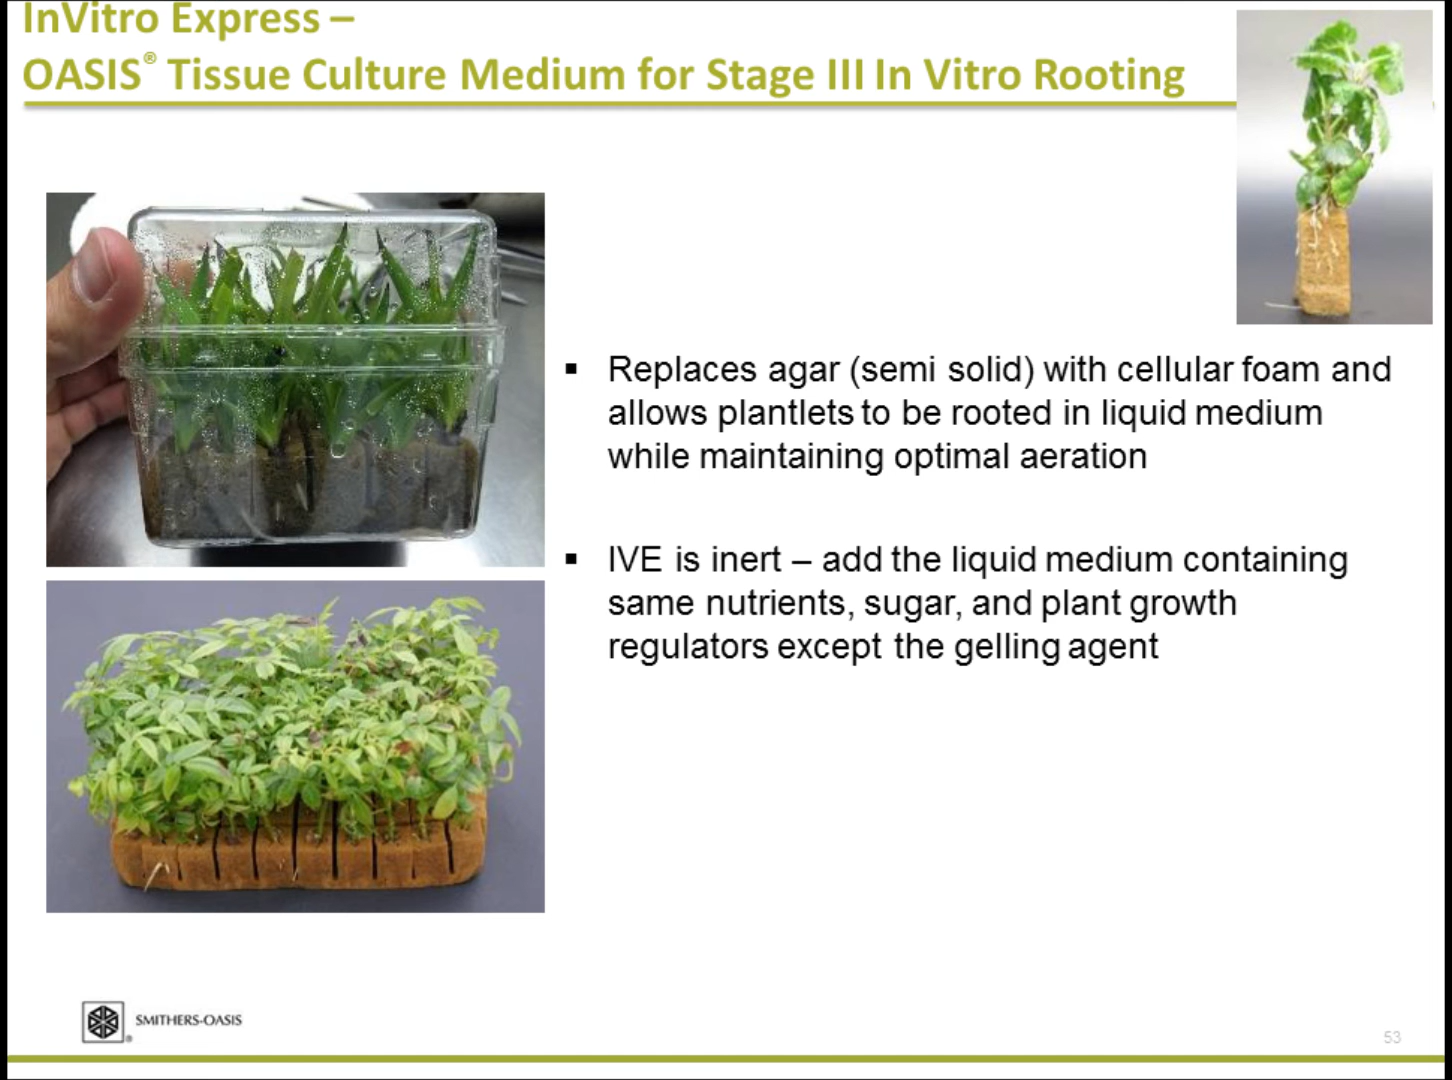 InVitro Express –
OASIS® Tissue Culture Medium for Stage III In Vitro Rooting
▪ Replaces agar (semi solid) with cellular foam and
allows plantlets to be rooted in liquid medium
while maintaining optimal aeration
▪ IVE is inert – add the liquid medium containing
same nutrients, sugar, and plant growth
regulators except the gelling agent
SMITHERS-OASIS
®
53